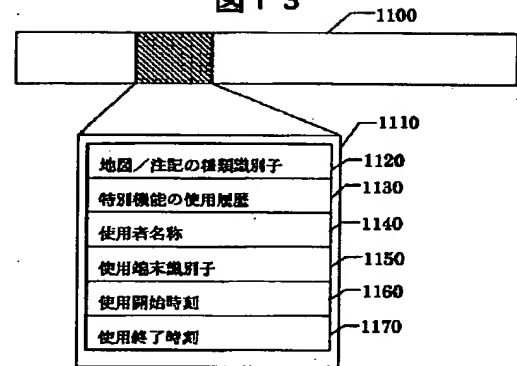 図13
1100
1110
地図／注記の種類識別子
1120
特別機能の使用履歴
1130
使用者名称
1140
使用端末識別子
1150
使用開始時刻
1160
使用終了時刻
1170